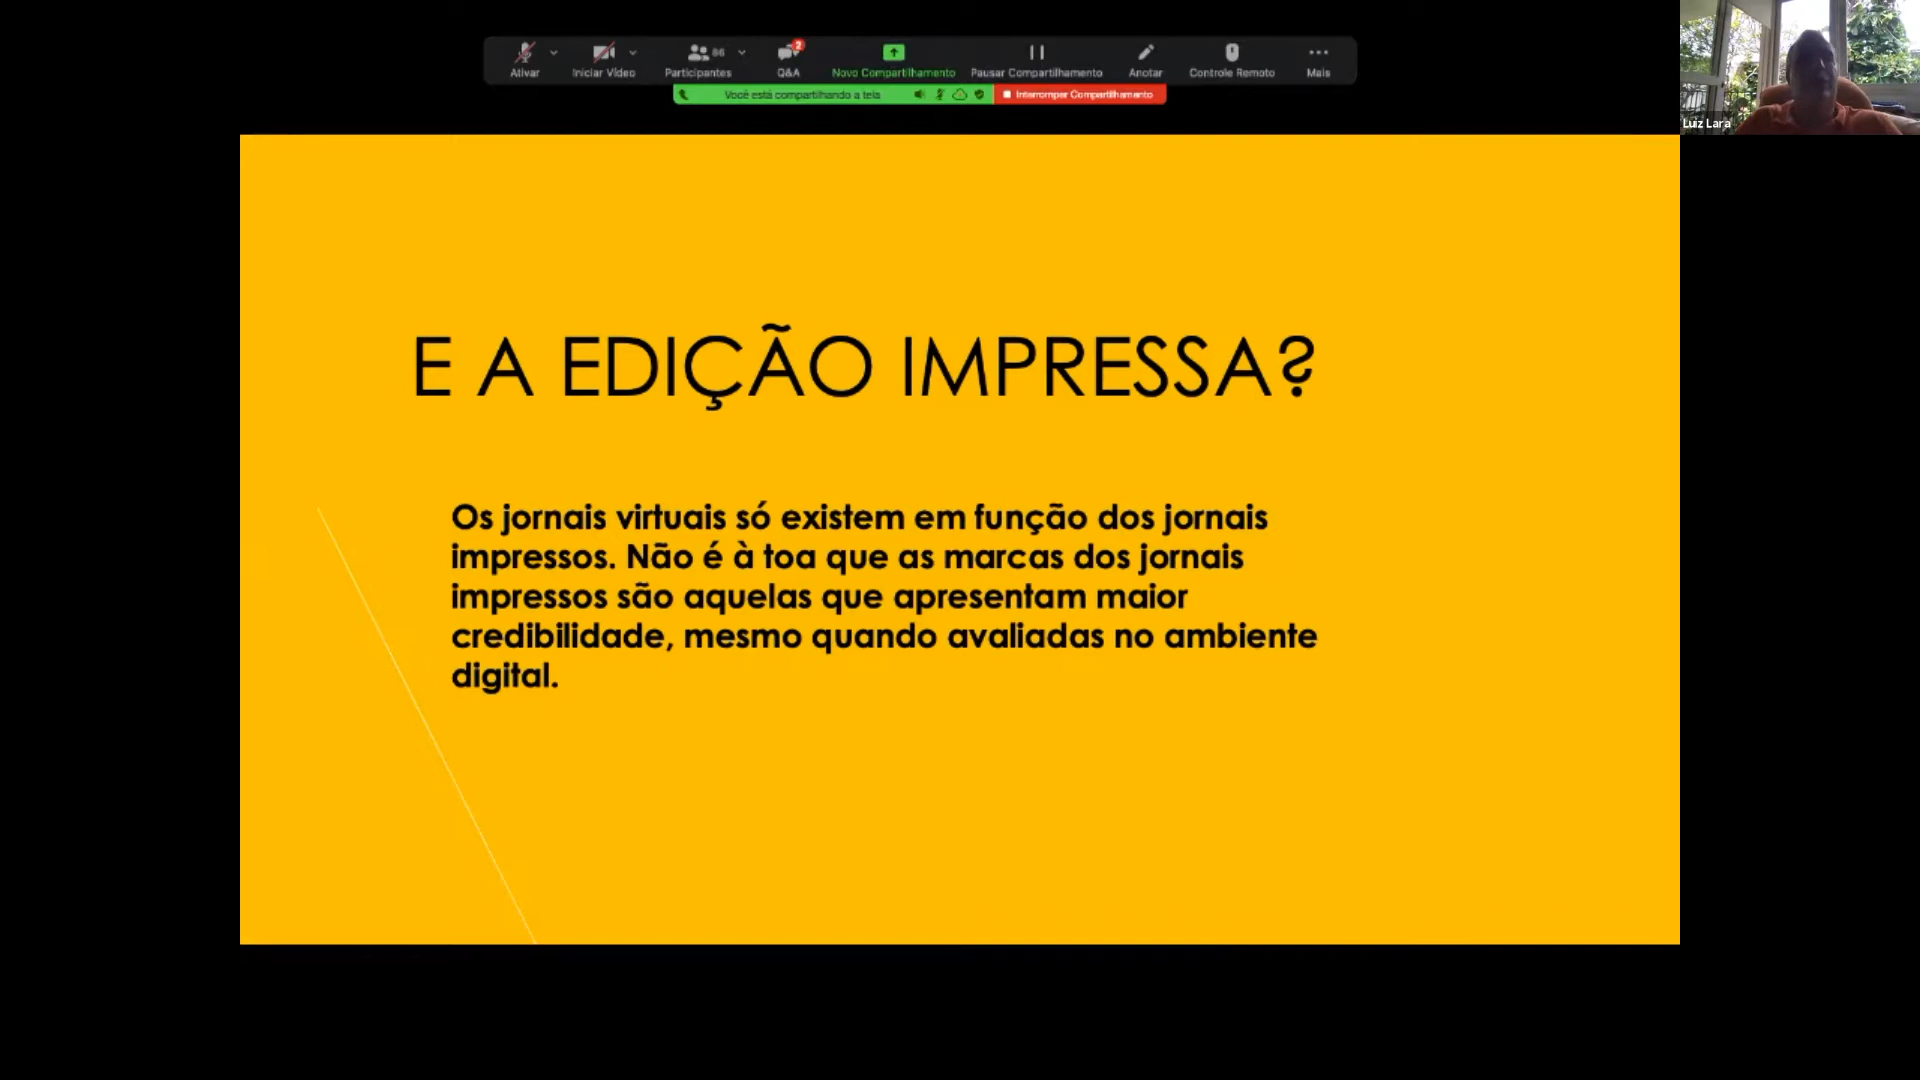 86
2
Ativar
Iniciar Vídeo
Participantes
Q&A
Novo Compartilhamento
Pausar Compartilhamento
Anotar
Controle Remoto
Mais
Você está compartilhando a tela
Interromper Compartilhamento
Luiz Lara
E A EDIÇÃO IMPRESSA?
Os jornais virtuais só existem em função dos jornais
impressos. Não é à toa que as marcas dos jornais
impressos são aquelas que apresentam maior
credibilidade, mesmo quando avaliadas no ambiente
digital.